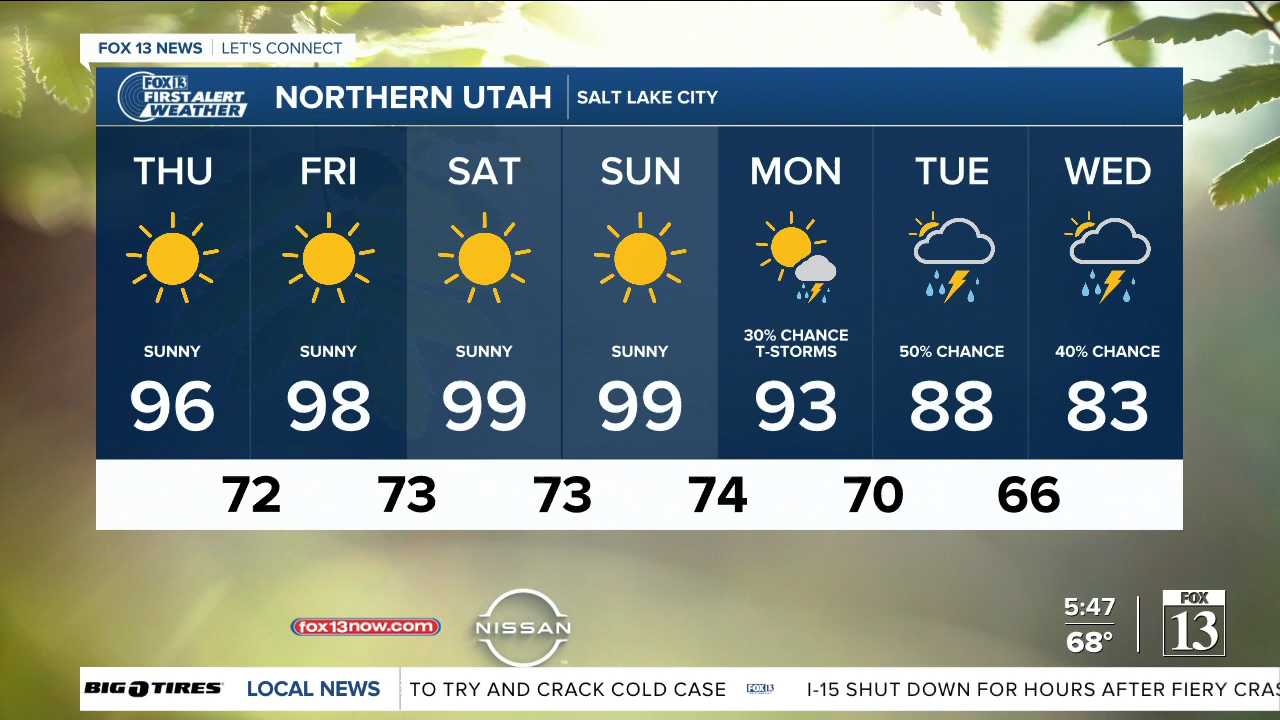 FOX 13 NEWS | LET'S CONNECT
FOX 13
FIRST ALERT
WEATHER
NORTHERN UTAH | SALT LAKE CITY
THU FRI SAT SUN MON TUE WED
SUNNY SUNNY SUNNY SUNNY 30% CHANCE T-STORMS 50% CHANCE 40% CHANCE
96 98 99 99 93 88 83
72 73 73 74 70 66
fox13now.com
NISSAN
5:47
68°
FOX
13
BIG O TIRES LOCAL NEWS TO TRY AND CRACK COLD CASE FOX 13 I-15 SHUT DOWN FOR HOURS AFTER FIERY CRAS